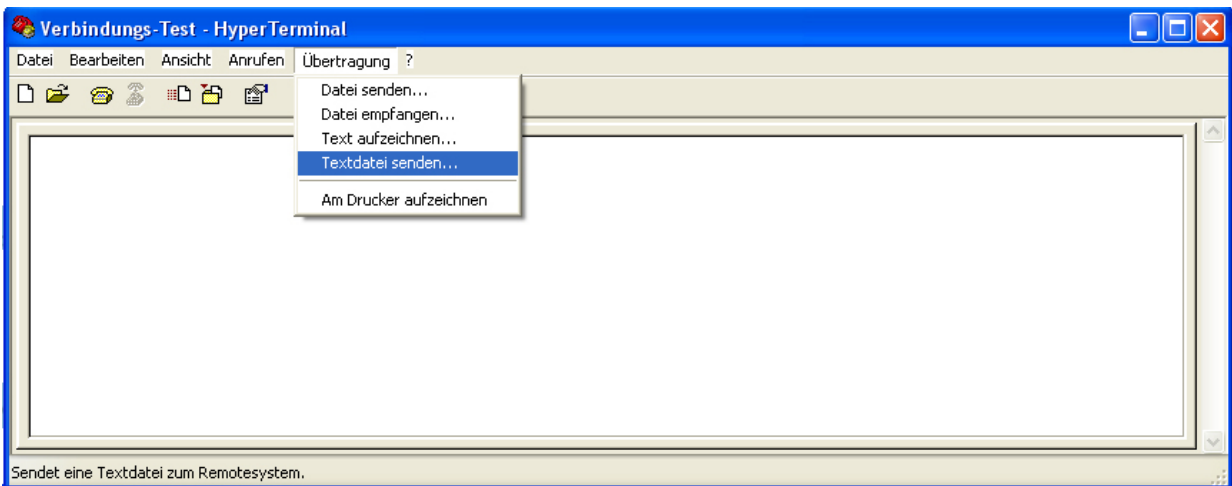 Verbindungs-Test - HyperTerminal
Datei Bearbeiten Ansicht Anrufen Übertragung ?
Datei senden...
Datei empfangen...
Text aufzeichnen...
Textdatei senden...
Am Drucker aufzeichnen
Sendet eine Textdatei zum Remotesystem.